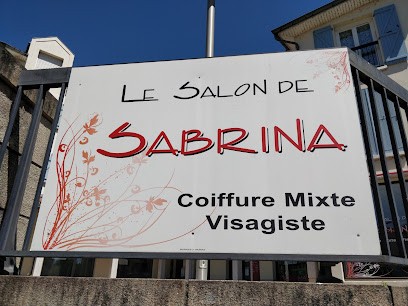 LE SALON DE
SABRINA
Coiffure Mixte
Visagiste